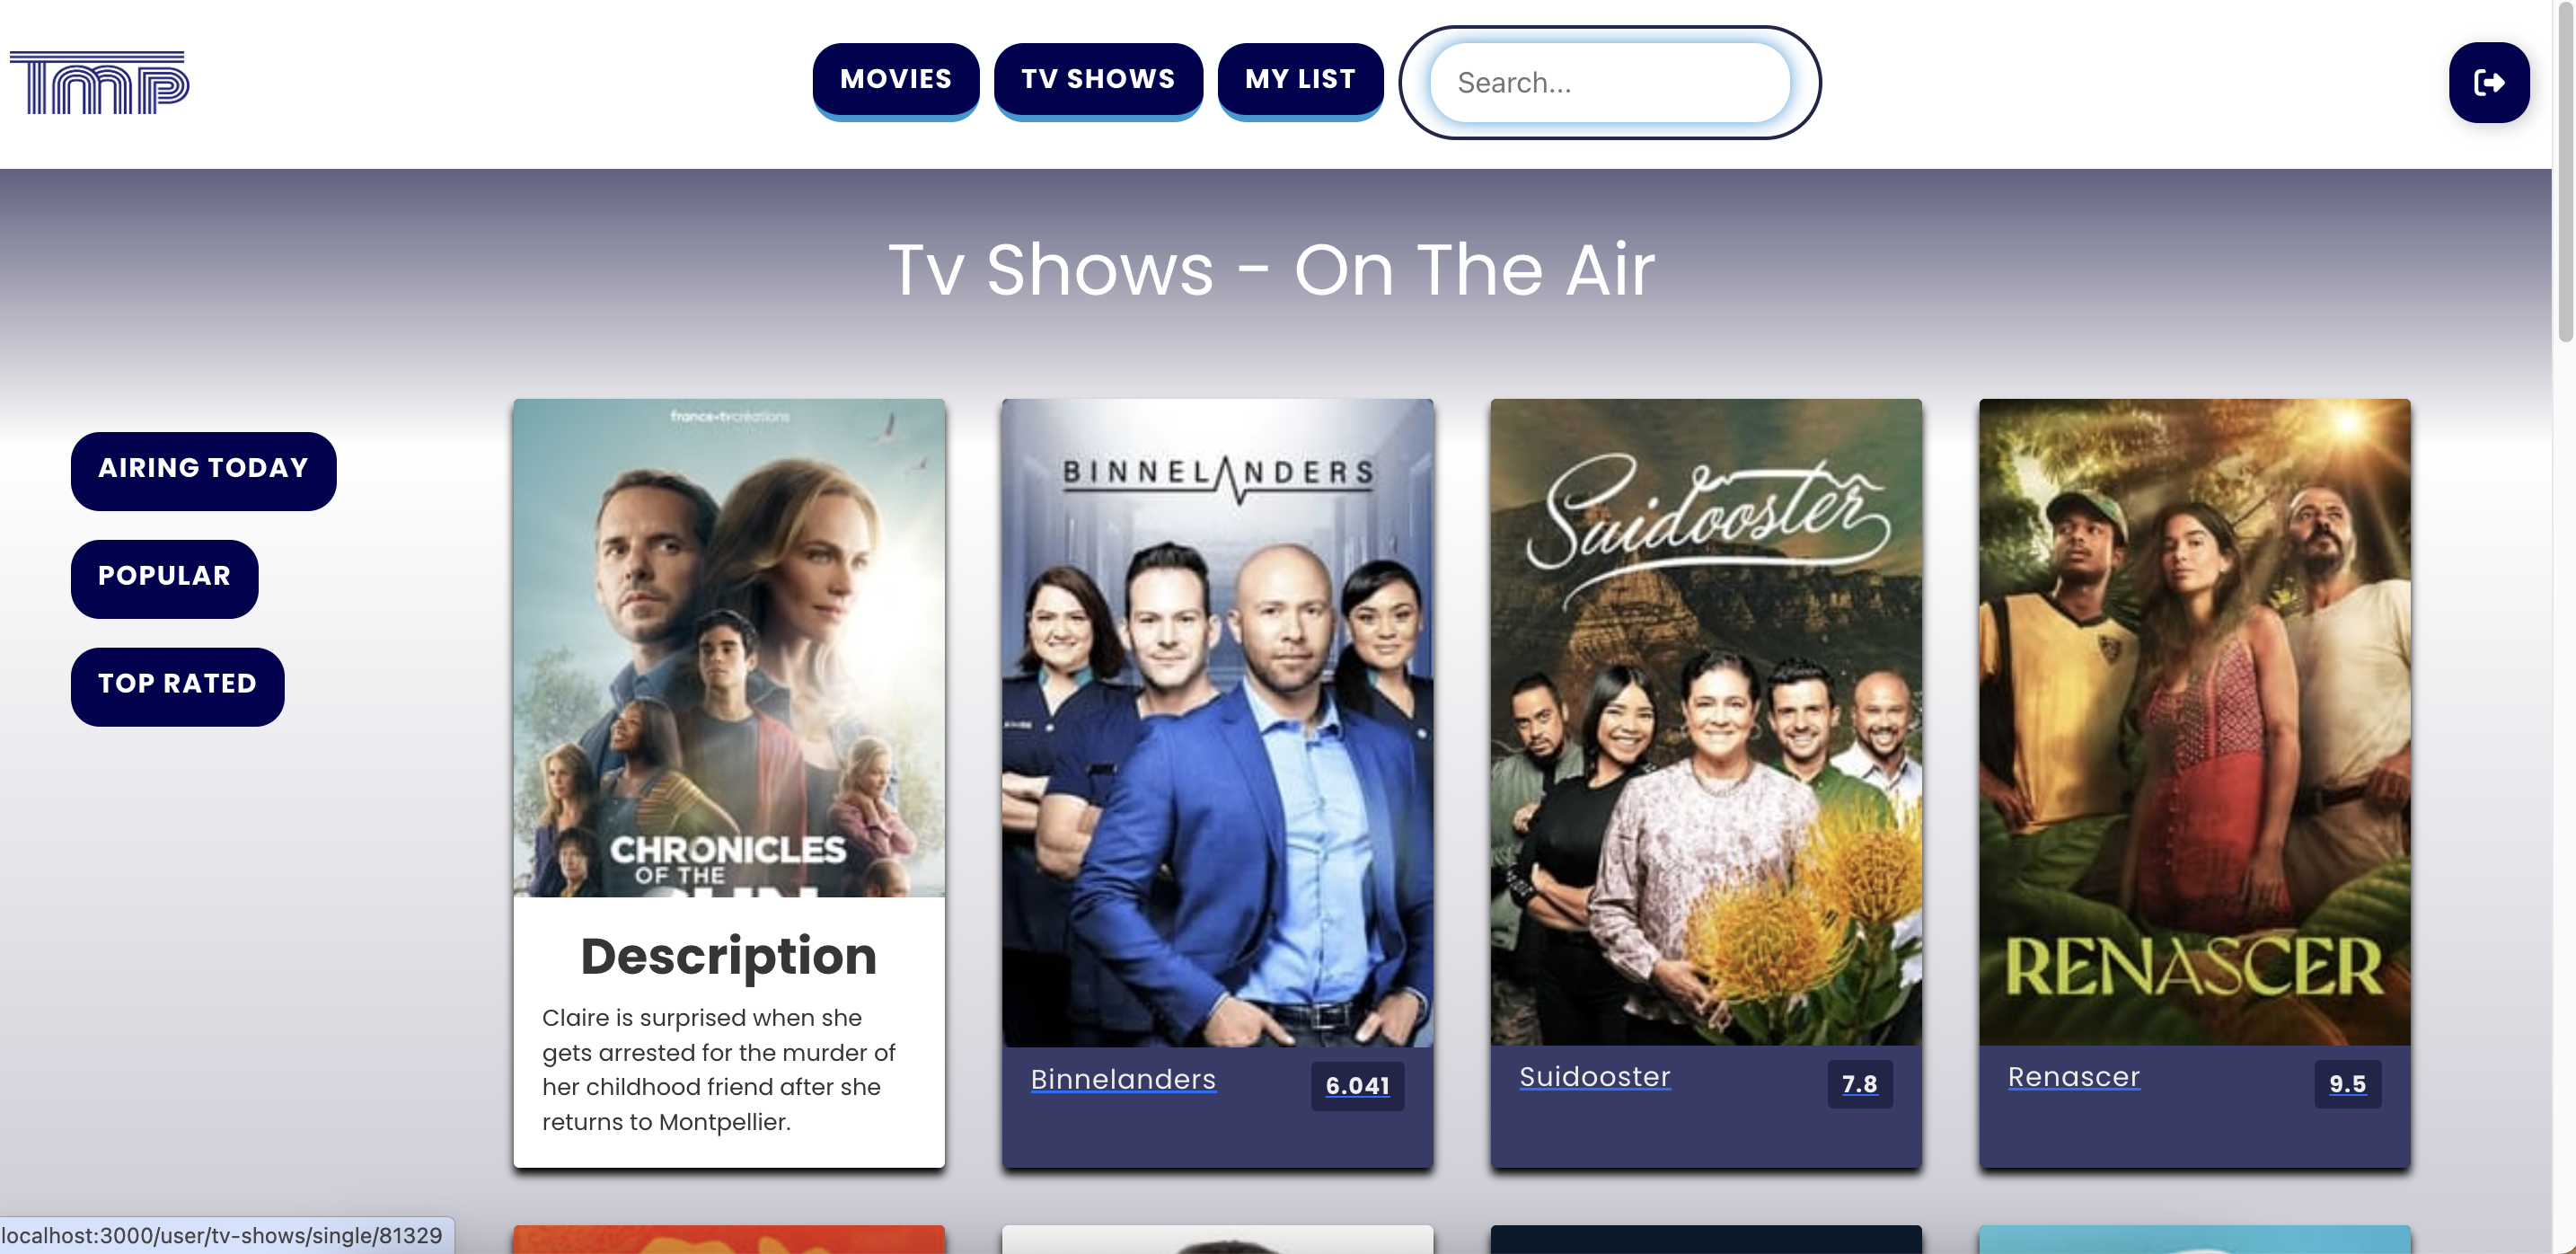 TMP
MOVIES
TV SHOWS
MY LIST
Search...
Tv Shows - On The Air
AIRING TODAY
POPULAR
TOP RATED
france•tvcréations
CHRONICLES
OF THE
Description
Claire is surprised when she
gets arrested for the murder of
her childhood friend after she
returns to Montpellier.
BINNELANDERS
Binnelanders
6.041
Suidooster
Suidooster
7.8
RENASCER
Renascer
9.5
localhost:3000/user/tv-shows/single/81329